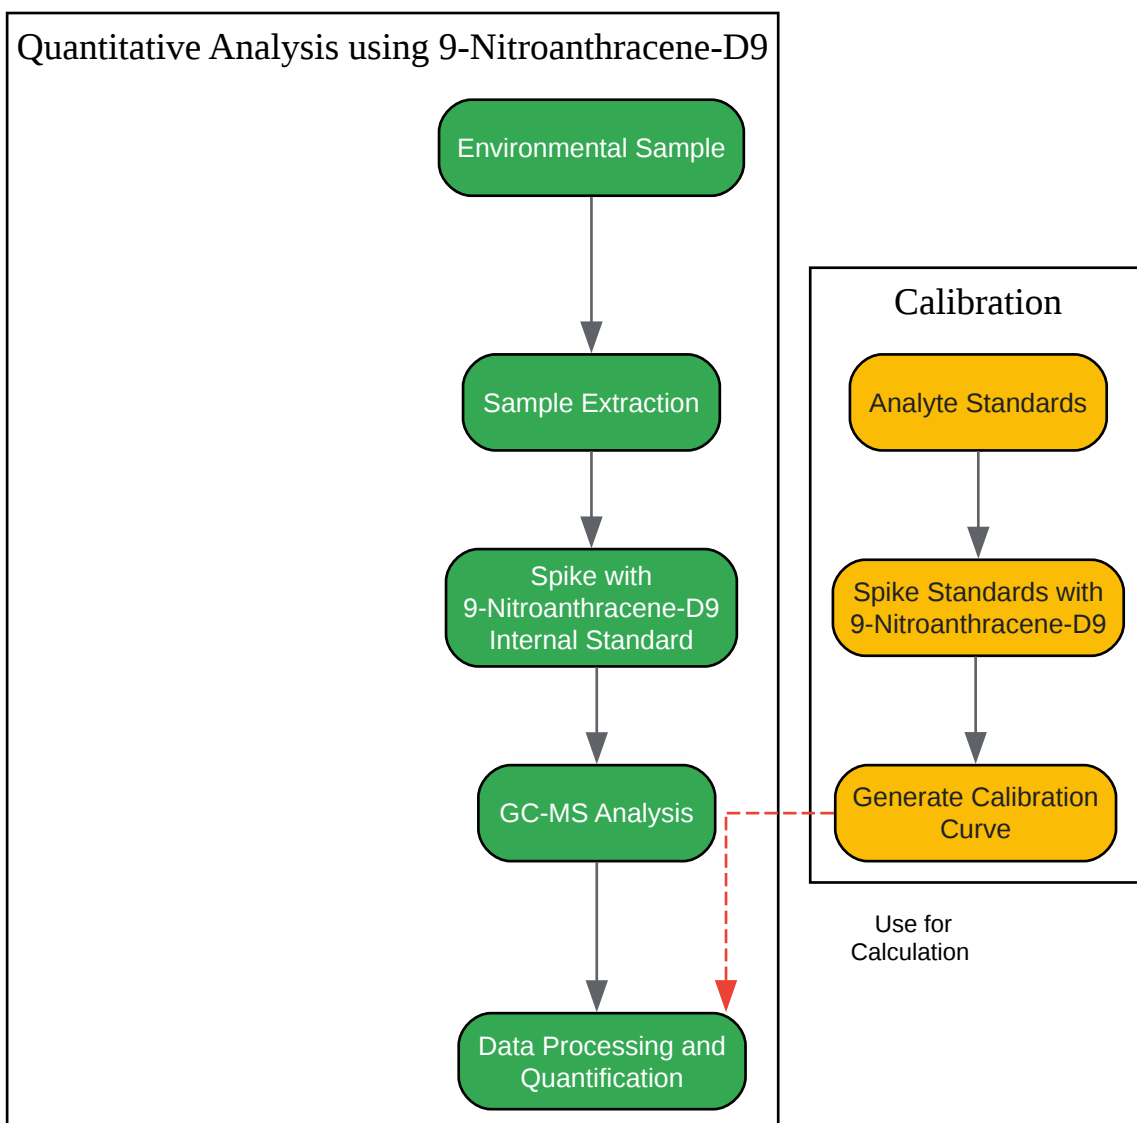 Quantitative Analysis using 9-Nitroanthracene-D9
Environmental Sample
Sample Extraction
Spike with
9-Nitroanthracene-D9
Internal Standard
GC-MS Analysis
Data Processing and
Quantification
Calibration
Analyte Standards
Spike Standards with
9-Nitroanthracene-D9
Generate Calibration
Curve
Use for
Calculation